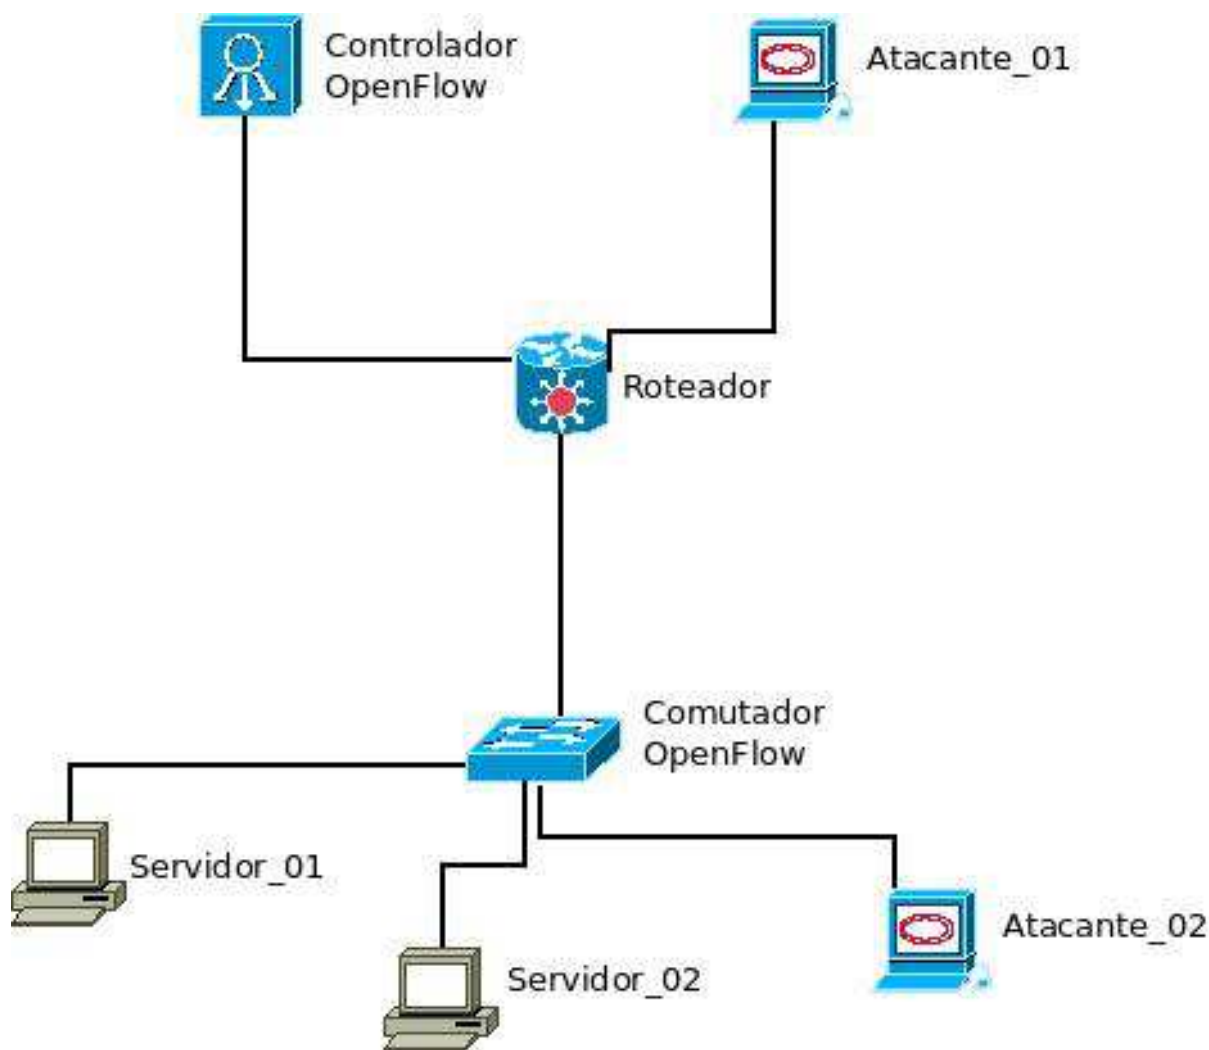 Controlador
OpenFlow
Atacante_01
Roteador
Comutador
OpenFlow
Servidor_01
Atacante_02
Servidor_02